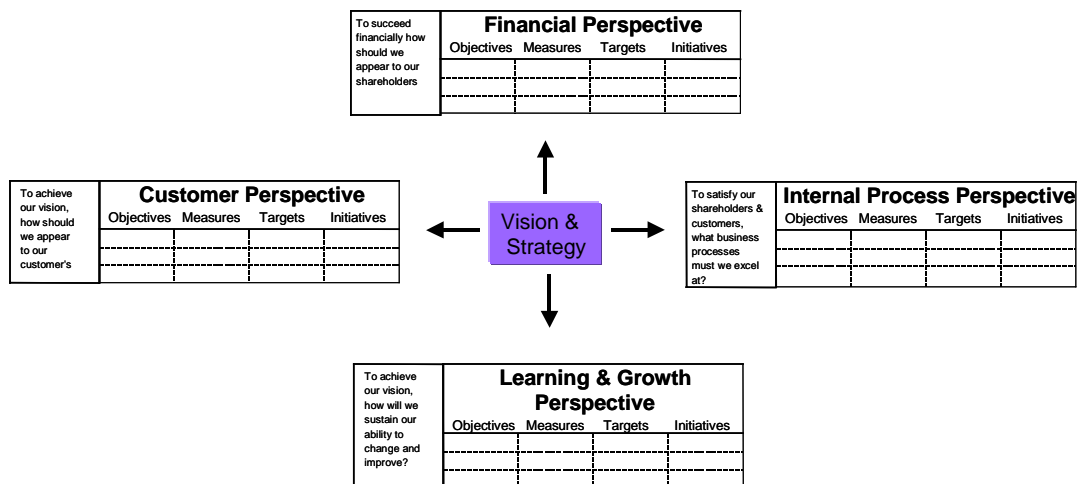 To succeed
financially how
should we
appear to our
shareholders
Financial Perspective
Objectives Measures Targets Initiatives
To achieve
our vision,
how should
we appear
to our
customer's
Customer Perspective
Objectives Measures Targets Initiatives
Vision &
Strategy
To satisfy our
shareholders &
customers,
what business
processes
must we excel
at?
Internal Process Perspective
Objectives Measures Targets Initiatives
To achieve
our vision,
how will we
sustain our
ability to
change and
improve?
Learning & Growth
Perspective
Objectives Measures Targets Initiatives